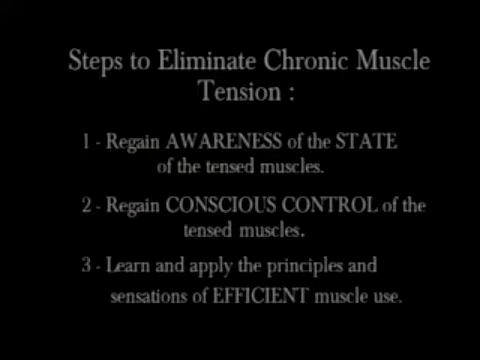 Steps to Eliminate Chronic Muscle
Tension :
1 - Regain AWARENESS of the STATE
of the tensed muscles.
2 - Regain CONSCIOUS CONTROL of the
tensed muscles.
3 - Learn and apply the principles and
sensations of EFFICIENT muscle use.